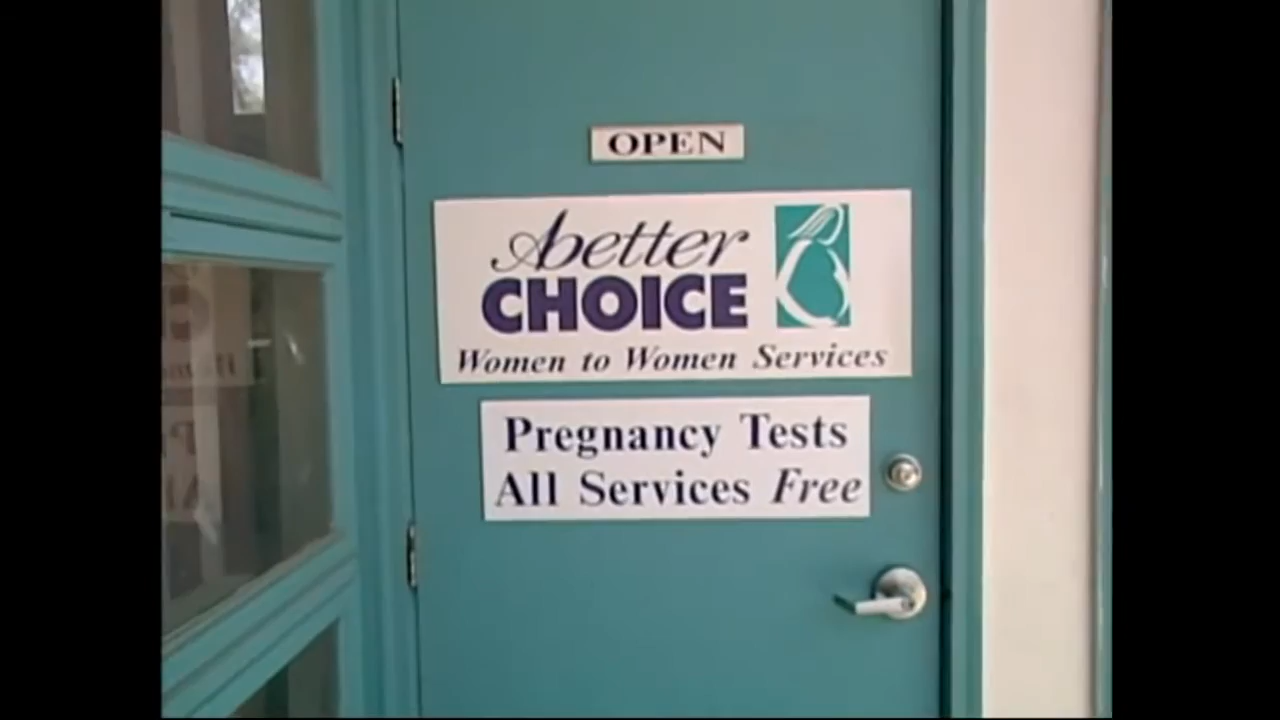 OPEN
A better
CHOICE
Women to Women Services
Pregnancy Tests
All Services Free